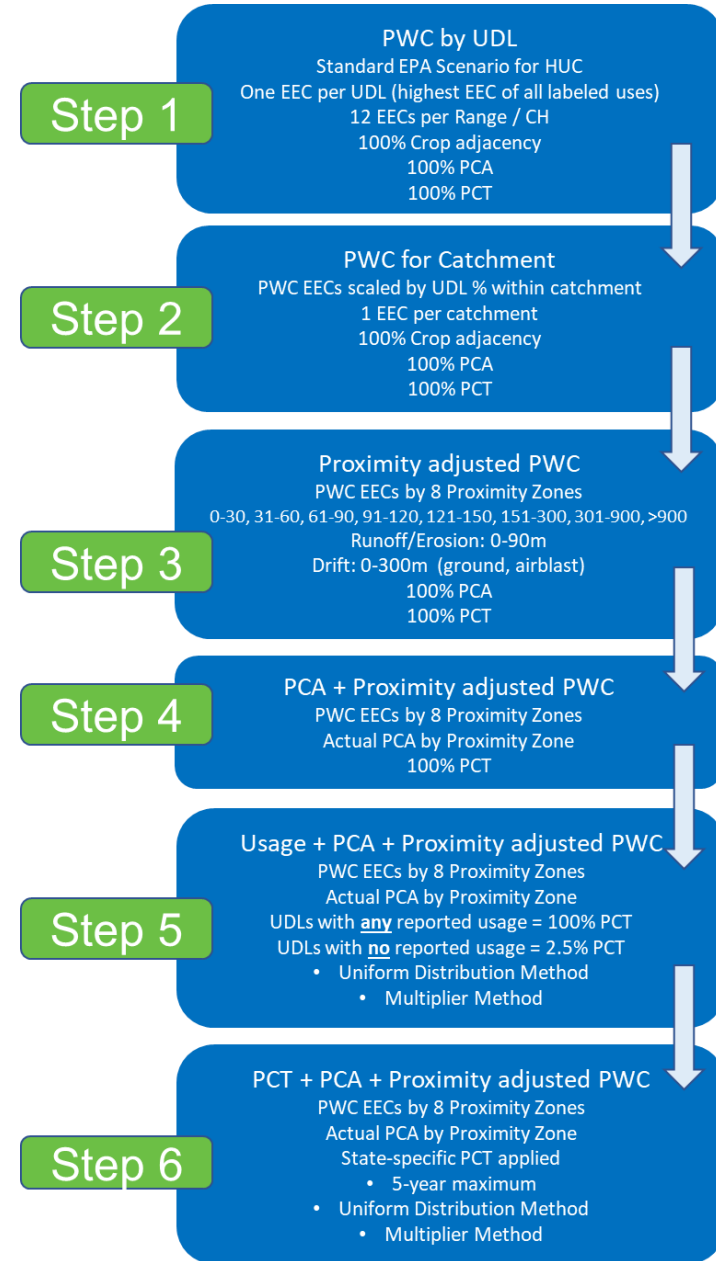 Step 1
PWC by UDL
Standard EPA Scenario for HUC
One EEC per UDL (highest EEC of all labeled uses)
12 EECs per Range / CH
100% Crop adjacency
100% PCA
100% PCT
Step 2
PWC for Catchment
PWC EECs scaled by UDL % within catchment
1 EEC per catchment
100% Crop adjacency
100% PCA
100% PCT
Step 3
Proximity adjusted PWC
PWC EECs by 8 Proximity Zones
0-30, 31-60, 61-90, 91-120, 121-150, 151-300, 301-900, >900
Runoff/Erosion: 0-90m
Drift: 0-300m (ground, airblast)
100% PCA
100% PCT
Step 4
PCA + Proximity adjusted PWC
PWC EECs by 8 Proximity Zones
Actual PCA by Proximity Zone
100% PCT
Step 5
Usage + PCA + Proximity adjusted PWC
PWC EECs by 8 Proximity Zones
Actual PCA by Proximity Zone
UDLs with any reported usage = 100% PCT
UDLs with no reported usage = 2.5% PCT
• Uniform Distribution Method
• Multiplier Method
Step 6
PCT + PCA + Proximity adjusted PWC
PWC EECs by 8 Proximity Zones
Actual PCA by Proximity Zone
State-specific PCT applied
• 5-year maximum
• Uniform Distribution Method
• Multiplier Method